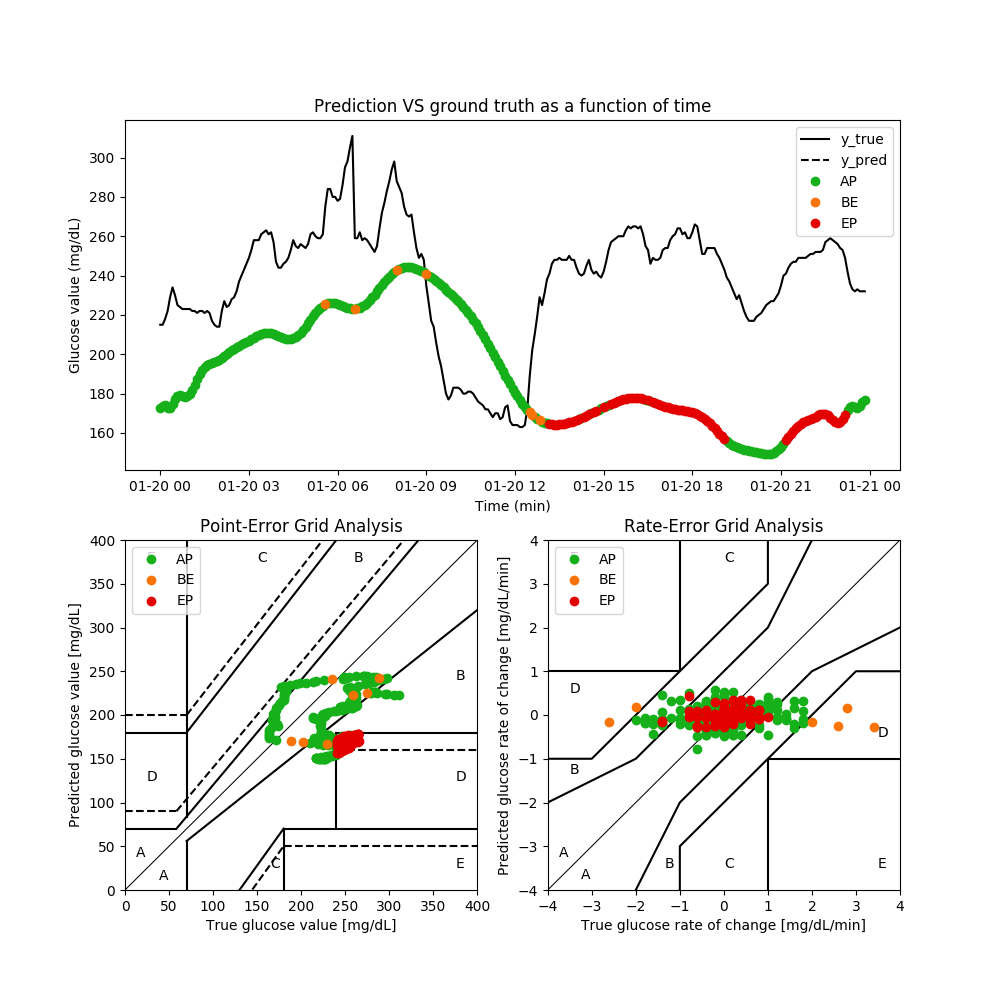 Prediction VS ground truth as a function of time
Glucose value (mg/dL)
300
280
260
240
220
200
180
160
y_true
y_pred
AP
BE
EP
01-20 00 01-20 03 01-20 06 01-20 09 01-20 12 01-20 15 01-20 18 01-20 21 01-21 00
Time (min)
Point-Error Grid Analysis
Predicted glucose value [mg/dL]
400
350
300
250
200
150
100
50
0
AP
BE
EP
C B
B
D D
A
A
C
E
0 50 100 150 200 250 300 350 400
True glucose value [mg/dL]
Rate-Error Grid Analysis
Predicted glucose rate of change [mg/dL/min]
4
3
2
1
0
−1
−2
−3
−4
AP
BE
EP
C
D
D
B
A
A
B C E
−4 −3 −2 −1 0 1 2 3 4
True glucose rate of change [mg/dL/min]